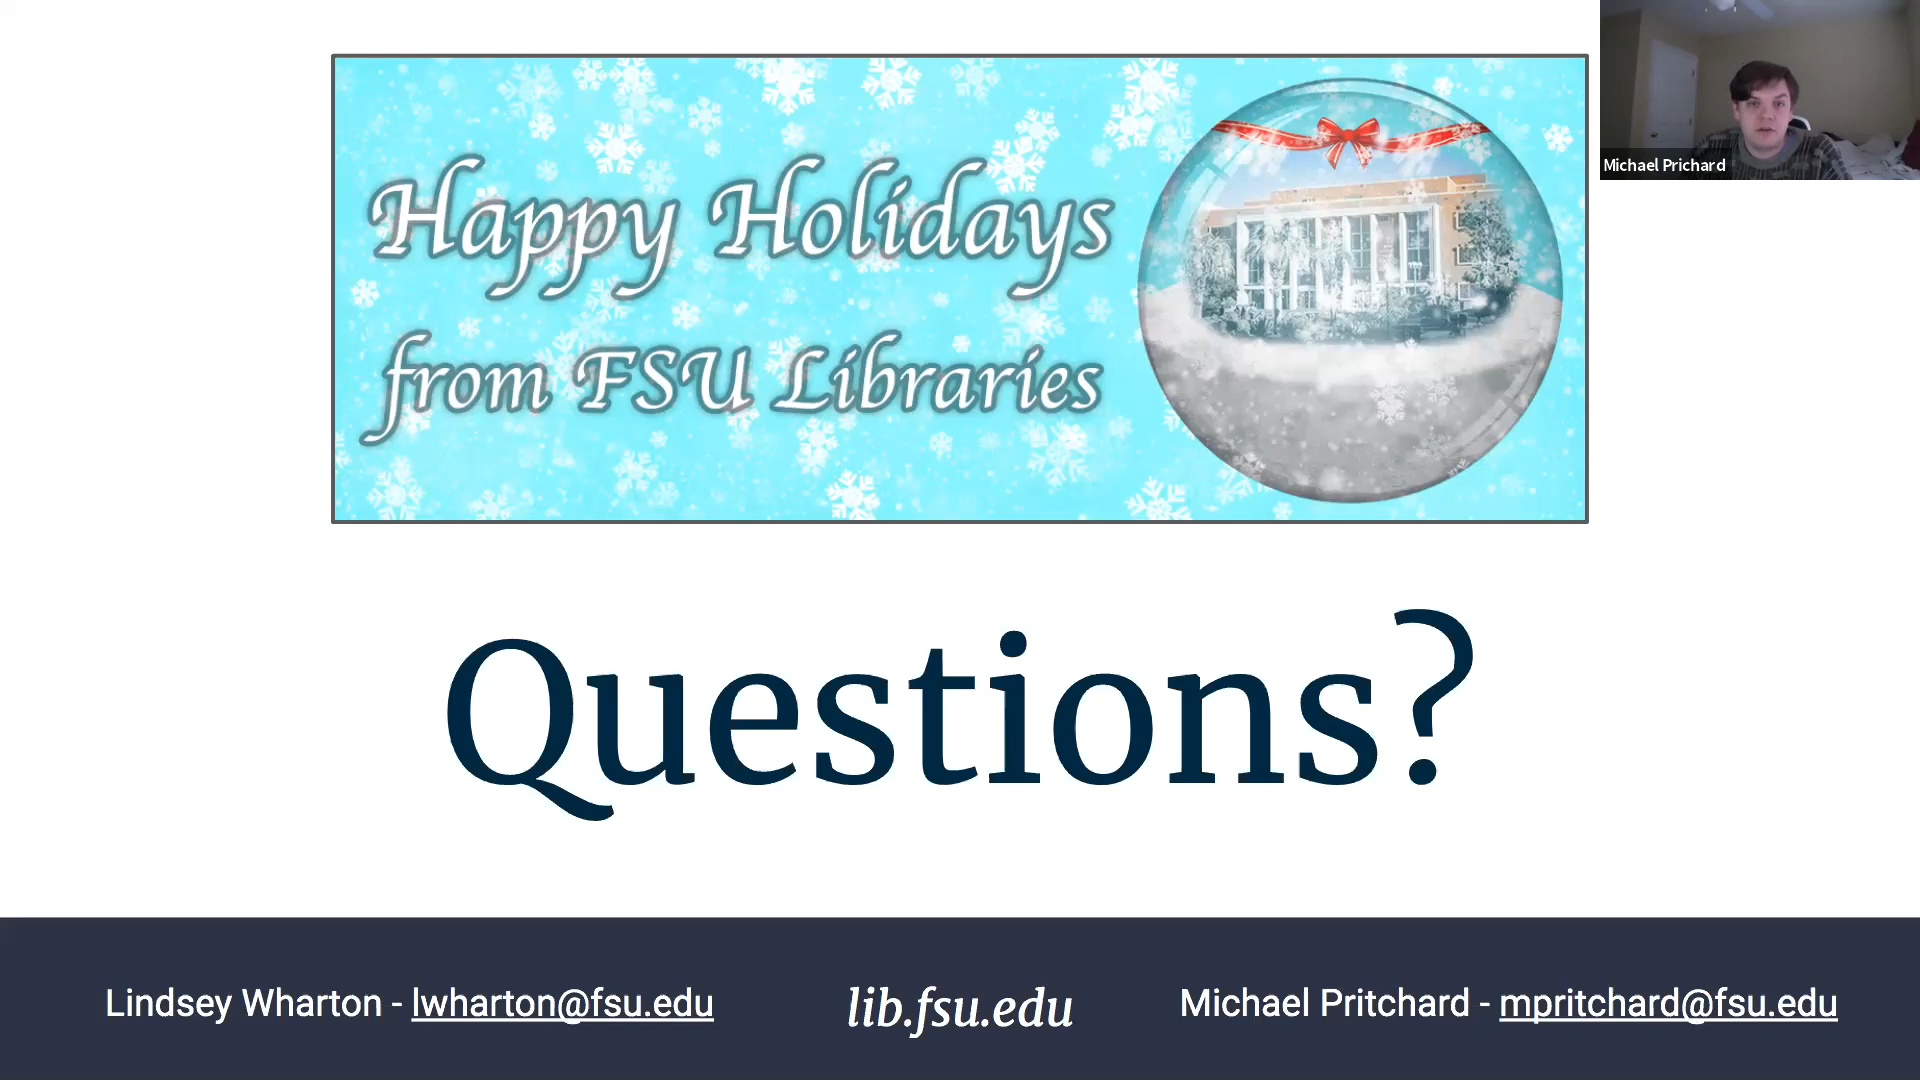 Happy Holidays
from FSU Libraries
Michael Prichard
Questions?
Lindsey Wharton - lwharton@fsu.edu
lib.fsu.edu
Michael Pritchard - mpritchard@fsu.edu